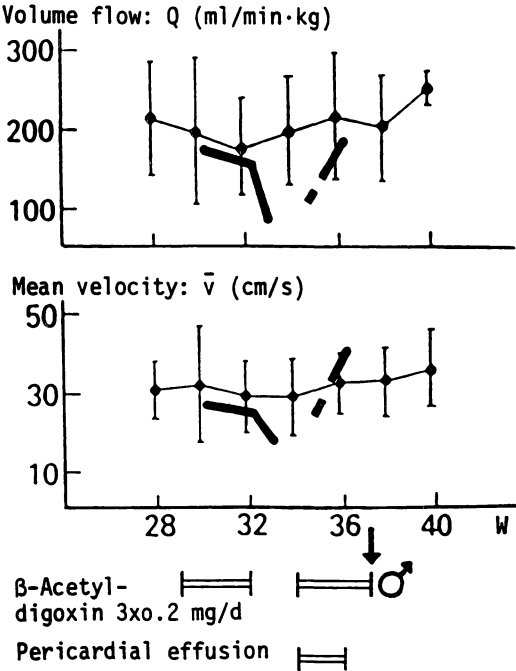 Volume flow: Q (ml/min·kg)
300
200
100
Mean velocity: v̄ (cm/s)
50
30
10
28 32 36 40 W
β-Acetyl-
digoxin 3xo.2 mg/d
♂
Pericardial effusion